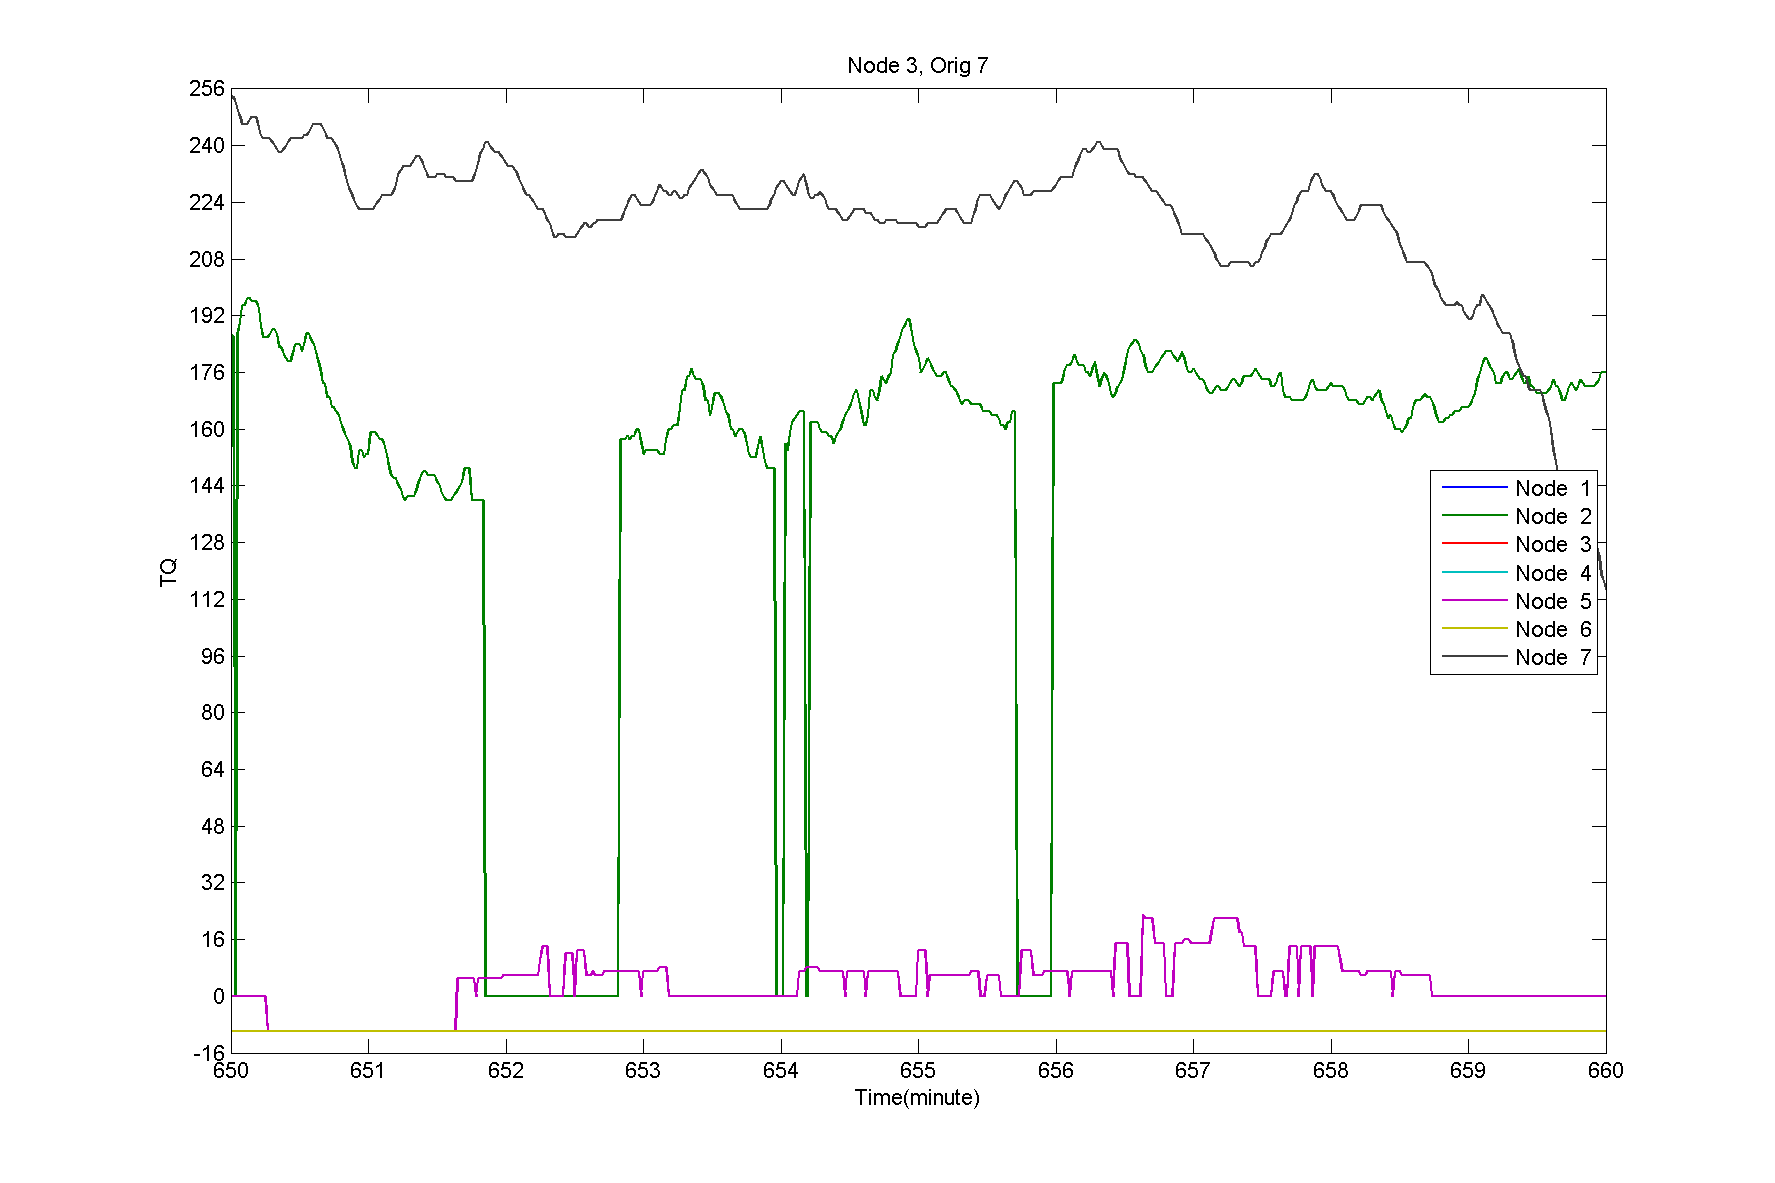 Node 3, Orig 7
256
240
224
208
192
176
160
144
128
112
96
80
64
48
32
16
0
-16
TQ
Node 1
Node 2
Node 3
Node 4
Node 5
Node 6
Node 7
650 651 652 653 654 655 656 657 658 659 660
Time(minute)